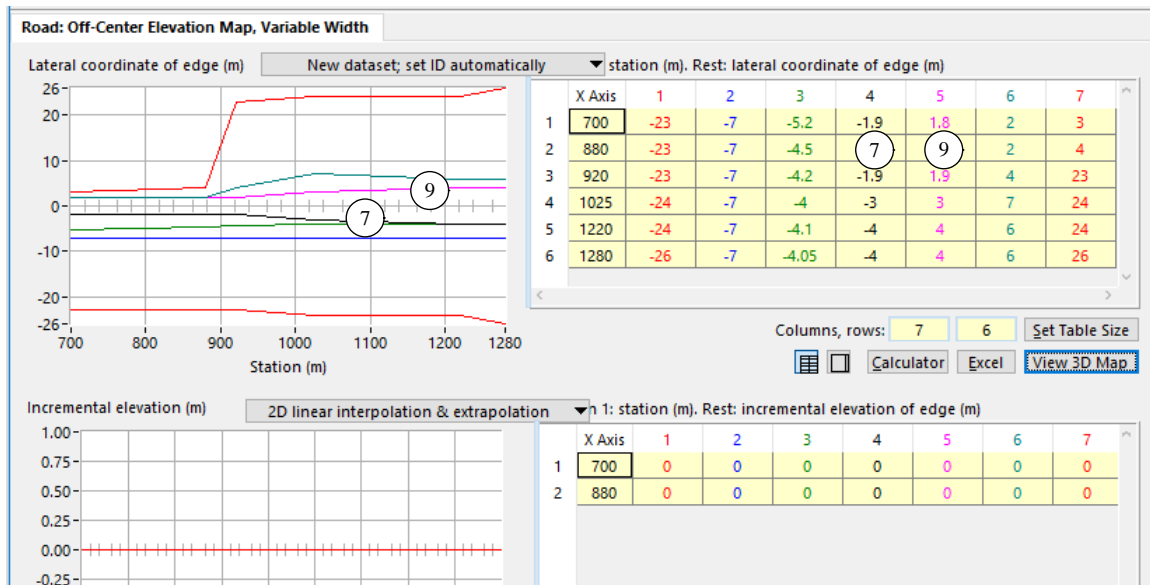 Road: Off-Center Elevation Map, Variable Width
Lateral coordinate of edge (m) New dataset; set ID automatically station (m). Rest: lateral coordinate of edge (m)
26
20
10
0
-10
-20
-26
700 800 900 1000 1100 1200 1280
Station (m)
9
7
X Axis 1 2 3 4 5 6 7
1 700 -23 -7 -5.2 -1.9 1.8 2 3
2 880 -23 -7 -4.5 7 9 2 4
3 920 -23 -7 -4.2 -1.9 1.9 4 23
4 1025 -24 -7 -4 -3 3 7 24
5 1220 -24 -7 -4.1 -4 4 6 24
6 1280 -26 -7 -4.05 -4 4 6 26
Columns, rows: 7 6 Set Table Size
Calculator Excel View 3D Map
Incremental elevation (m) 2D linear interpolation & extrapolation n 1: station (m). Rest: incremental elevation of edge (m)
1.00
0.75
0.50
0.25
0.00
-0.25
X Axis 1 2 3 4 5 6 7
1 700 0 0 0 0 0 0 0
2 880 0 0 0 0 0 0 0